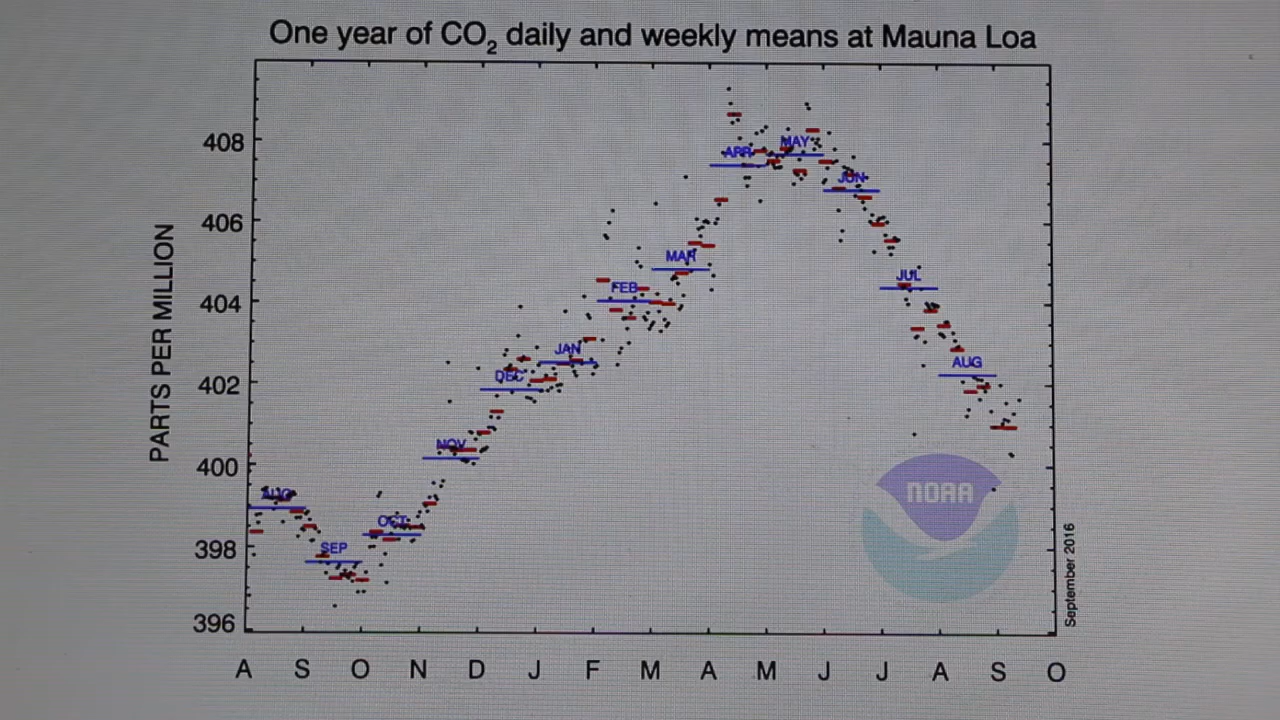 One year of CO₂ daily and weekly means at Mauna Loa
PARTS PER MILLION
408
406
404
402
400
398
396
AUG
SEP
OCT
NOV
DEC
JAN
FEB
MAR
APR
MAY
JUN
JUL
AUG
NOAA
September 2016
A S O N D J F M A M J J A S O